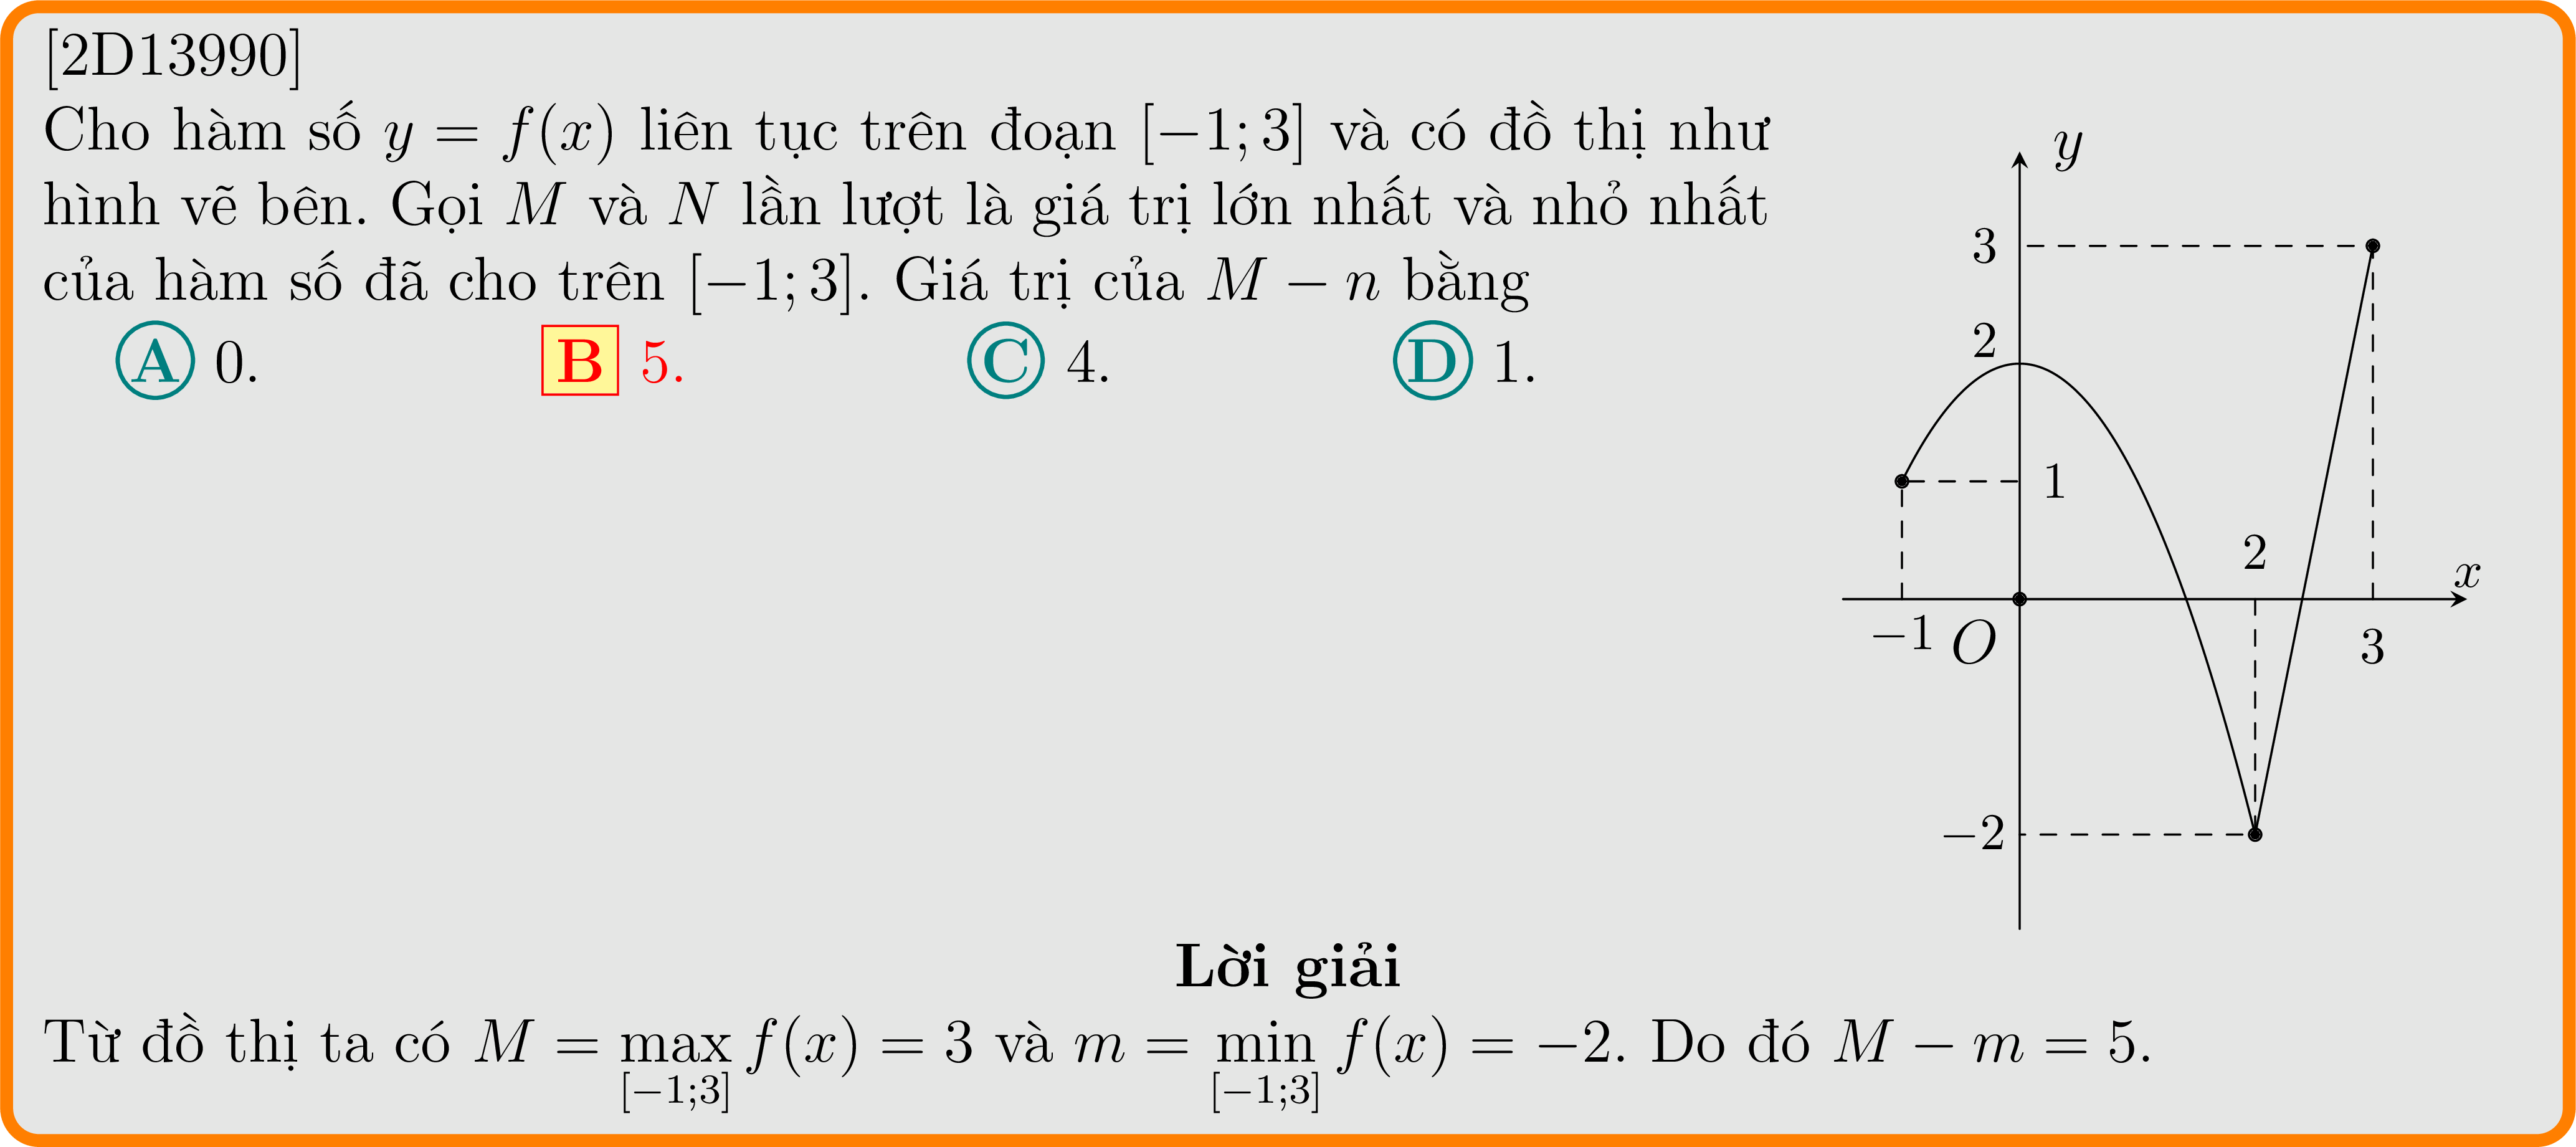 [2D13990]
Cho hàm số y = f(x) liên tục trên đoạn [−1; 3] và có đồ thị như
hình vẽ bên. Gọi M và N lần lượt là giá trị lớn nhất và nhỏ nhất
của hàm số đã cho trên [−1; 3]. Giá trị của M − n bằng
A 0. B 5. C 4. D 1.
y
3
2
1
2
x
−1 O 3
−2
Lời giải
Từ đồ thị ta có M = max f(x) = 3 và m = min f(x) = −2. Do đó M − m = 5.
[−1;3] [−1;3]